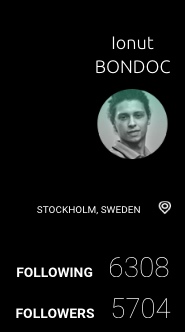 Ionut
BONDOC
STOCKHOLM, SWEDEN
FOLLOWING 6308
FOLLOWERS 5704